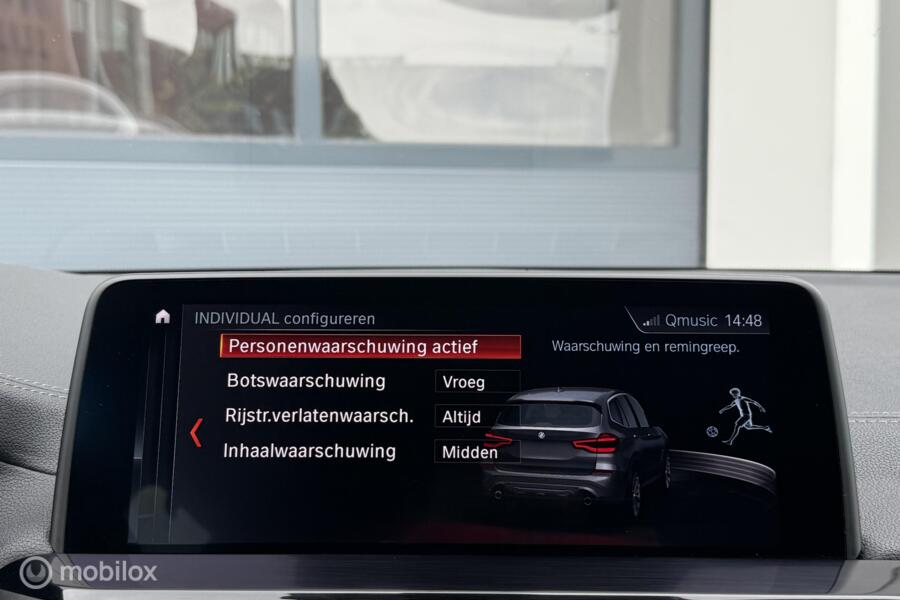 INDIVIDUAL configureren
Qmusic 14:48
Personenwaarschuwing actief
Waarschuwing en remingreep.
Botswaarschuwing Vroeg
Rijstr.verlatenwaarsch. Altijd
Inhaalwaarschuwing Midden
mobilox